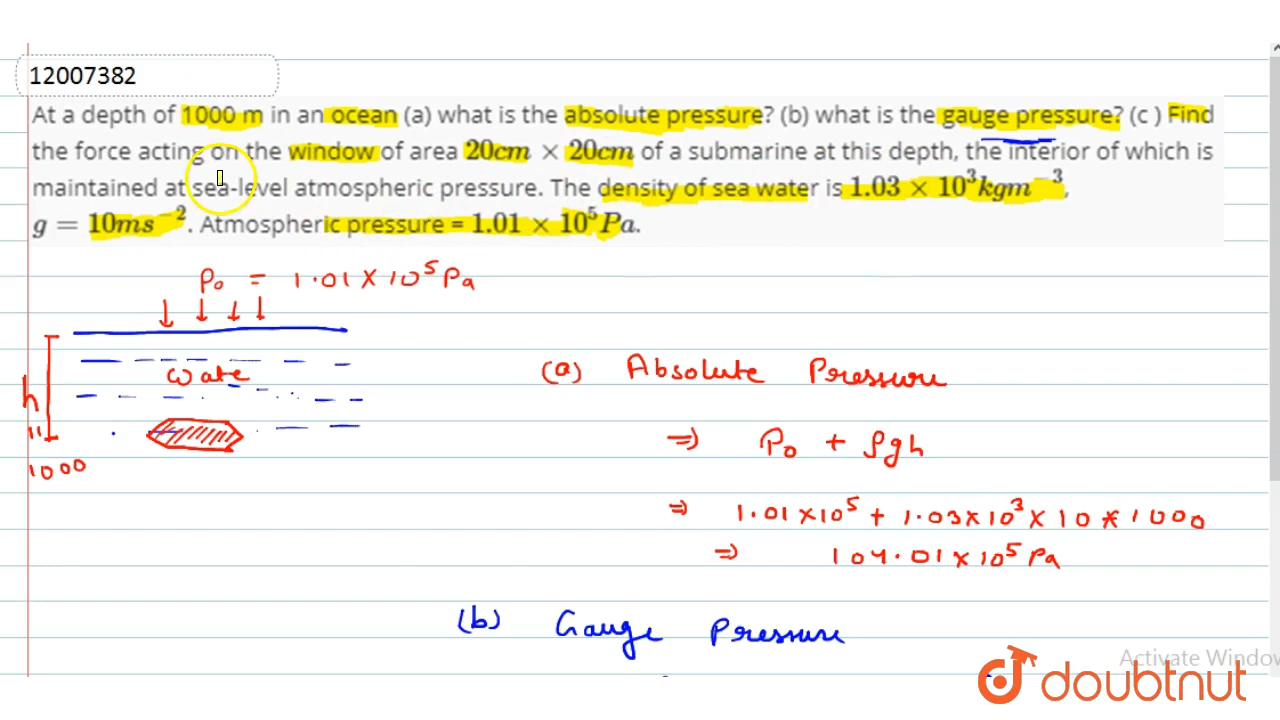 12007382
At a depth of 1000 m in an ocean (a) what is the absolute pressure? (b) what is the gauge pressure? (c ) Find
the force acting on the window of area 20cm × 20cm of a submarine at this depth, the interior of which is
maintained at sea-level atmospheric pressure. The density of sea water is 1.03 × 10³kgm⁻³,
g = 10ms⁻². Atmospheric pressure = 1.01 × 10⁵Pa.
P₀ = 1.01 × 10⁵ Pa
Wate
h
"
1000
(a) Absolute Pressure
⇒ P₀ + ρgh
⇒ 1.01×10⁵ + 1.03×10³ × 10 × 1000
⇒ 104.01×10⁵ Pa
(b) Gauge Pressure
Activate Window
doubtnut